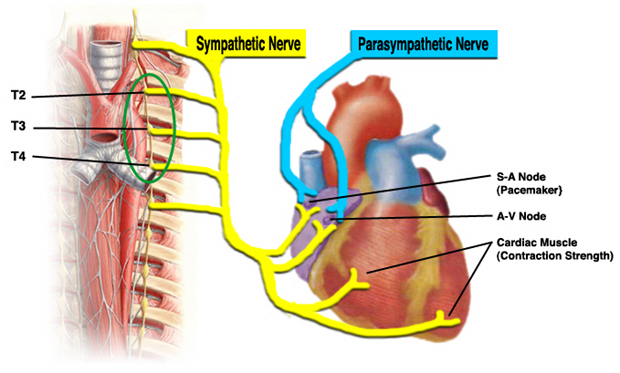 Sympathetic Nerve
Parasympathetic Nerve
T2
T3
T4
S-A Node
(Pacemaker}
A-V Node
Cardiac Muscle
(Contraction Strength)